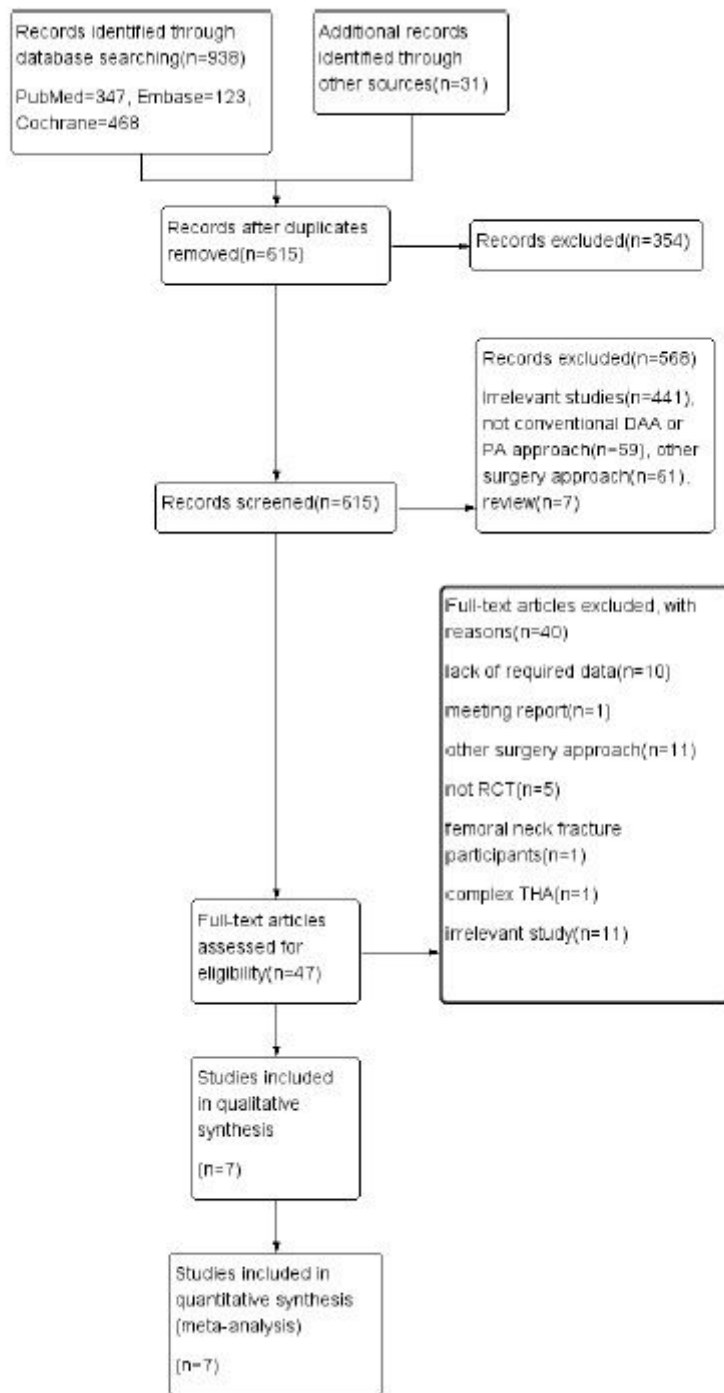 Records identified through
database searching(n=938)
PubMed=347, Embase=123,
Cochrane=468
Additional records
identified through
other sources(n=31)
Records after duplicates
removed(n=615)
Records excluded(n=354)
Records excluded(n=568)
Irrelevant studies(n=441),
not conventional DAA or
PA approach(n=59), other
surgery approach(n=61),
review(n=7)
Records screened(n=615)
Full-text articles excluded, with
reasons(n=40)
lack of required data(n=10)
meeting report(n=1)
other surgery approach(n=11)
not RCT(n=5)
femoral neck fracture
participants(n=1)
complex THA(n=1)
irrelevant study(n=11)
Full-text articles
assessed for
eligibility(n=47)
Studies included
in qualitative
synthesis
(n=7)
Studies included in
quantitative synthesis
(meta-analysis)
(n=7)